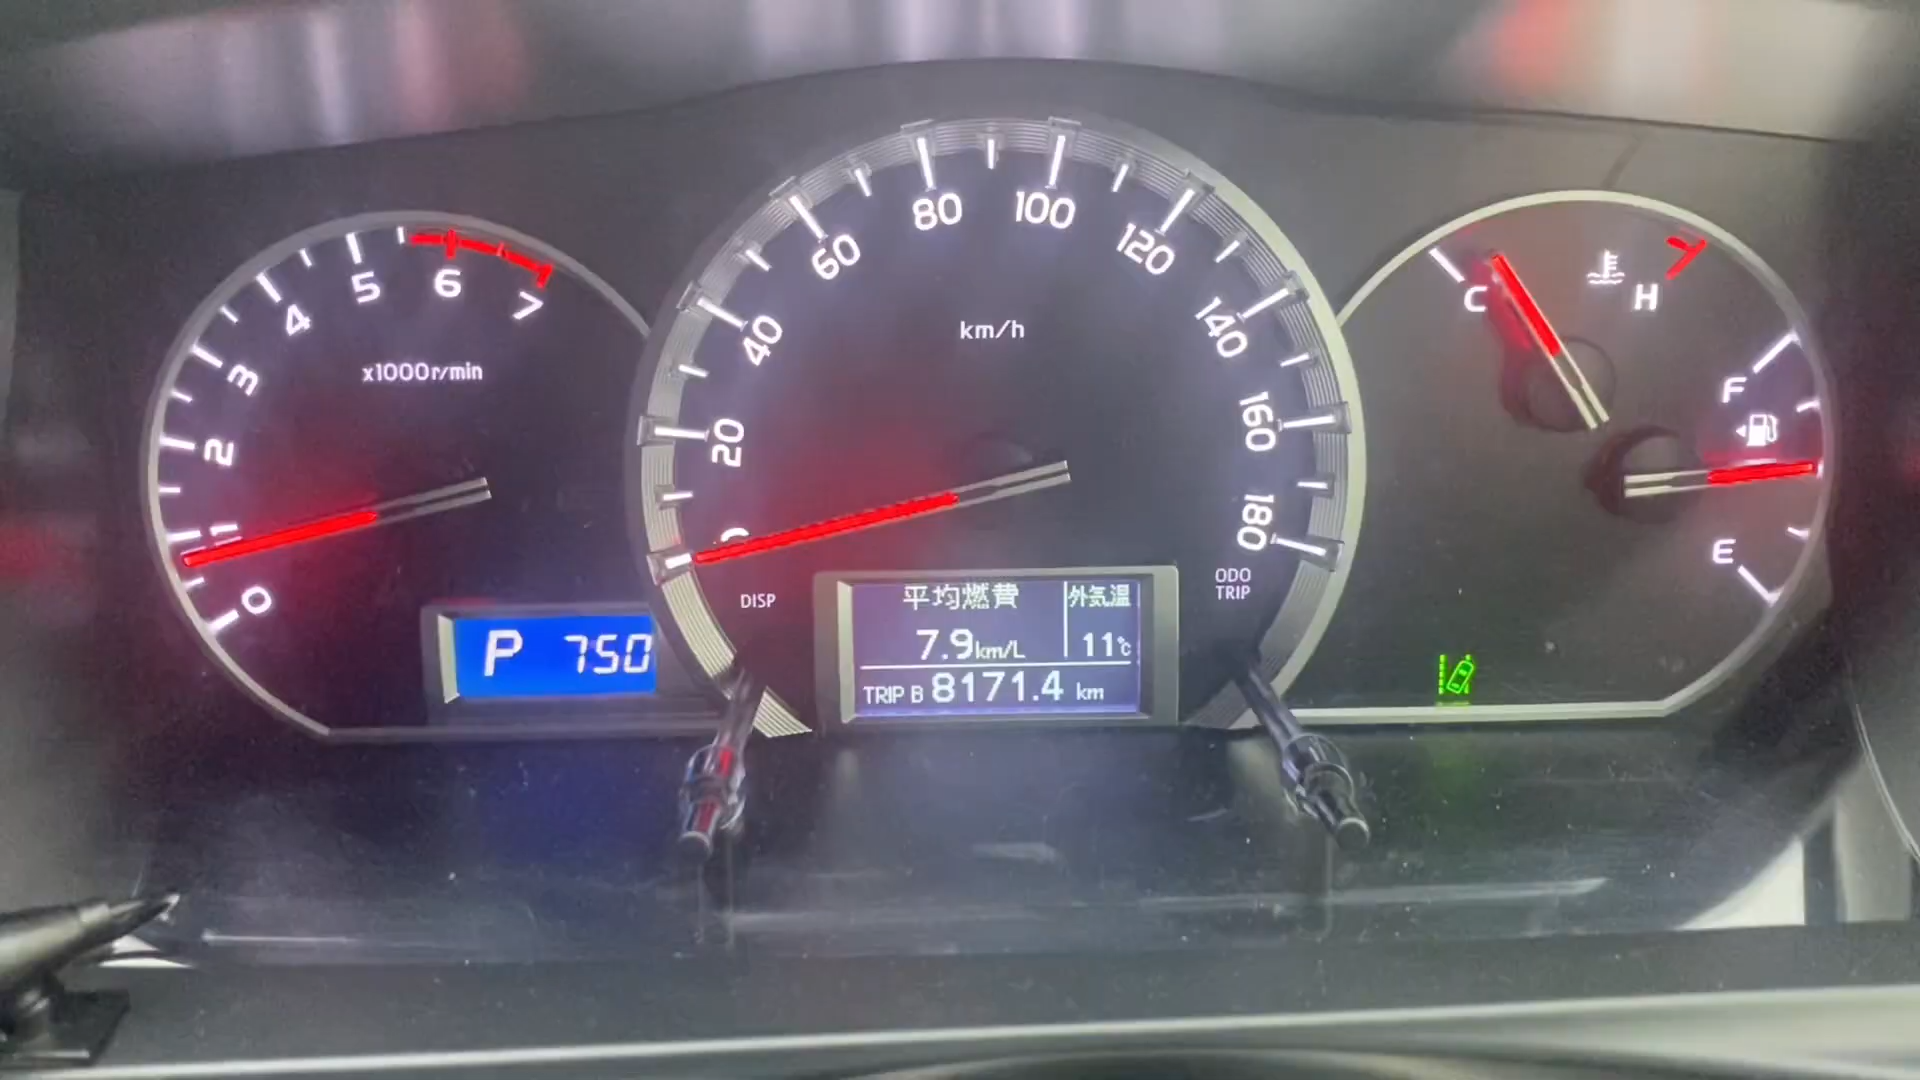 0
1
2
3
4
5
6
7
x1000r/min
P 750
0
20
40
60
80
100
120
140
160
180
km/h
DISP
ODO
TRIP
平均燃費 外気温
7.9km/L 11℃
TRIP B 8171.4 km
C
H
F
E